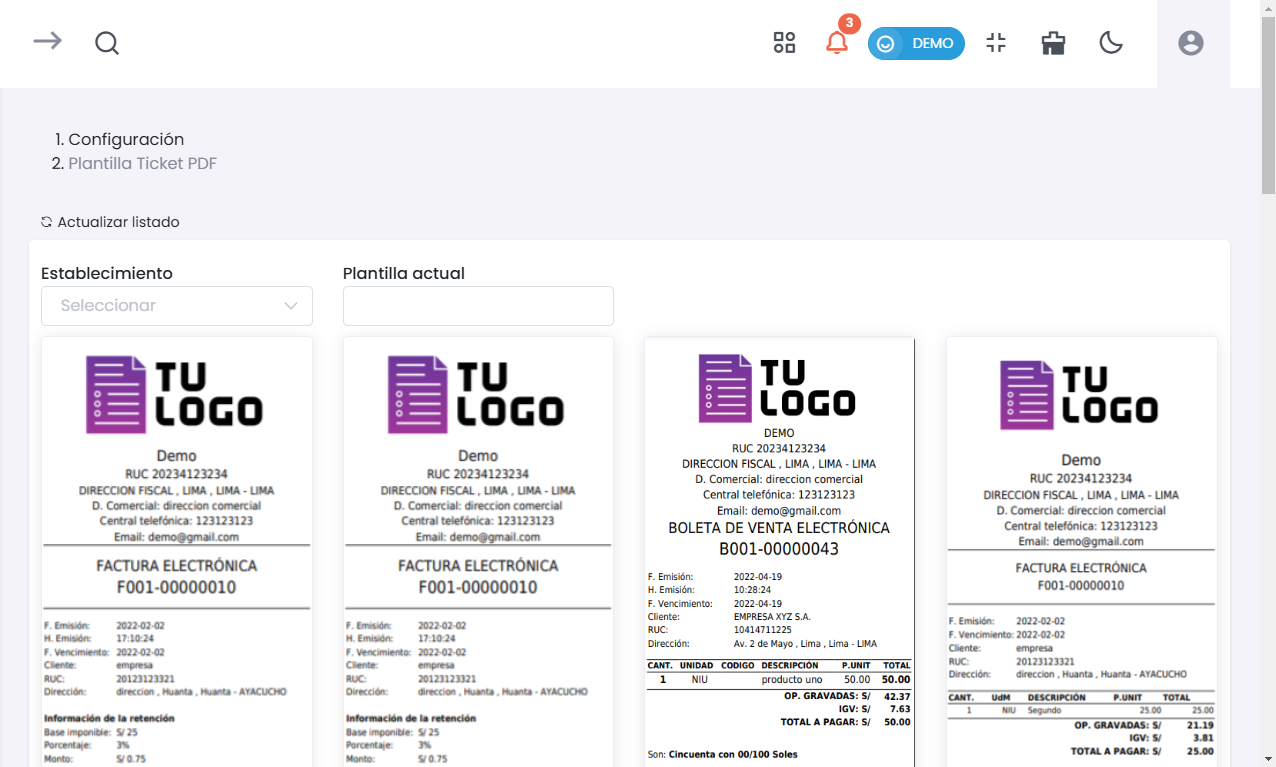 3
DEMO
1. Configuración
2. Plantilla Ticket PDF
Actualizar listado
Establecimiento
Seleccionar
Plantilla actual
TU
LOGO
Demo
RUC 20234123234
DIRECCION FISCAL , LIMA , LIMA - LIMA
D. Comercial: direccion comercial
Central telefónica: 123123123
Email: demo@gmail.com
FACTURA ELECTRÓNICA
F001-00000010
F. Emisión: 2022-02-02
H. Emisión: 17:10:24
F. Vencimiento: 2022-02-02
Cliente: empresa
RUC: 20123123321
Dirección: direccion , Huanta , Huanta - AYACUCHO
Información de la retención
Base imponible: S/ 25
Porcentaje: 3%
Monto: S/ 0.75
TU
LOGO
Demo
RUC 20234123234
DIRECCION FISCAL , LIMA , LIMA - LIMA
D. Comercial: direccion comercial
Central telefónica: 123123123
Email: demo@gmail.com
FACTURA ELECTRÓNICA
F001-00000010
F. Emisión: 2022-02-02
H. Emisión: 17:10:24
F. Vencimiento: 2022-02-02
Cliente: empresa
RUC: 20123123321
Dirección: direccion , Huanta , Huanta - AYACUCHO
Información de la retención
Base imponible: S/ 25
Porcentaje: 3%
Monto: S/ 0.75
TU
LOGO
DEMO
RUC 20234123234
DIRECCION FISCAL , LIMA , LIMA - LIMA
D. Comercial: direccion comercial
Central telefónica: 123123123
Email: demo@gmail.com
BOLETA DE VENTA ELECTRÓNICA
B001-00000043
F. Emisión: 2022-04-19
H. Emisión: 10:28:24
F. Vencimiento: 2022-04-19
Cliente: EMPRESA XYZ S.A.
RUC: 10414711225
Dirección: Av. 2 de Mayo , Lima , Lima - LIMA
CANT. UNIDAD CODIGO DESCRIPCIÓN P.UNIT TOTAL
1 NIU producto uno 50.00 50.00
OP. GRAVADAS: S/ 42.37
IGV: S/ 7.63
TOTAL A PAGAR: S/ 50.00
Son: Cincuenta con 00/100 Soles
TU
LOGO
Demo
RUC 20234123234
DIRECCION FISCAL , LIMA , LIMA - LIMA
D. Comercial: direccion comercial
Central telefónica: 123123123
Email: demo@gmail.com
FACTURA ELECTRÓNICA
F001-00000010
F. Emisión: 2022-02-02
F. Vencimiento: 2022-02-02
Cliente: empresa
RUC: 20123123321
Dirección: direccion , Huanta , Huanta - AYACUCHO
CANT. UdM DESCRIPCIÓN P.UNIT TOTAL
1 NIU Segundo 25.00 25.00
OP. GRAVADAS: S/ 21.19
IGV: S/ 3.81
TOTAL A PAGAR: S/ 25.00